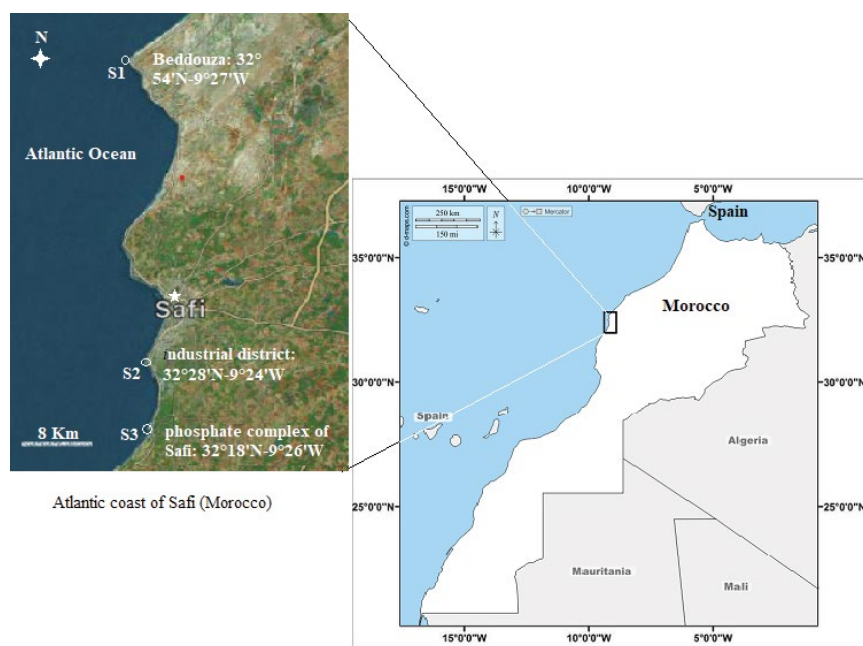 N
S1
Beddouza: 32°
54'N-9°27'W
Atlantic Ocean
Safi
S2
industrial district:
32°28'N-9°24'W
8 Km
S3
phosphate complex of
Safi: 32°18'N-9°26'W
Atlantic coast of Safi (Morocco)
15°0'0"W
10°0'0"W
5°0'0"W
© d-maps.com
250 km
150 mi
N
Mercator
Spain
35°0'0"N
35°0'0"N
Morocco
30°0'0"N
30°0'0"N
Spain
Algeria
25°0'0"N
25°0'0"N
Mauritania
Mali
15°0'0"W
10°0'0"W
5°0'0"W